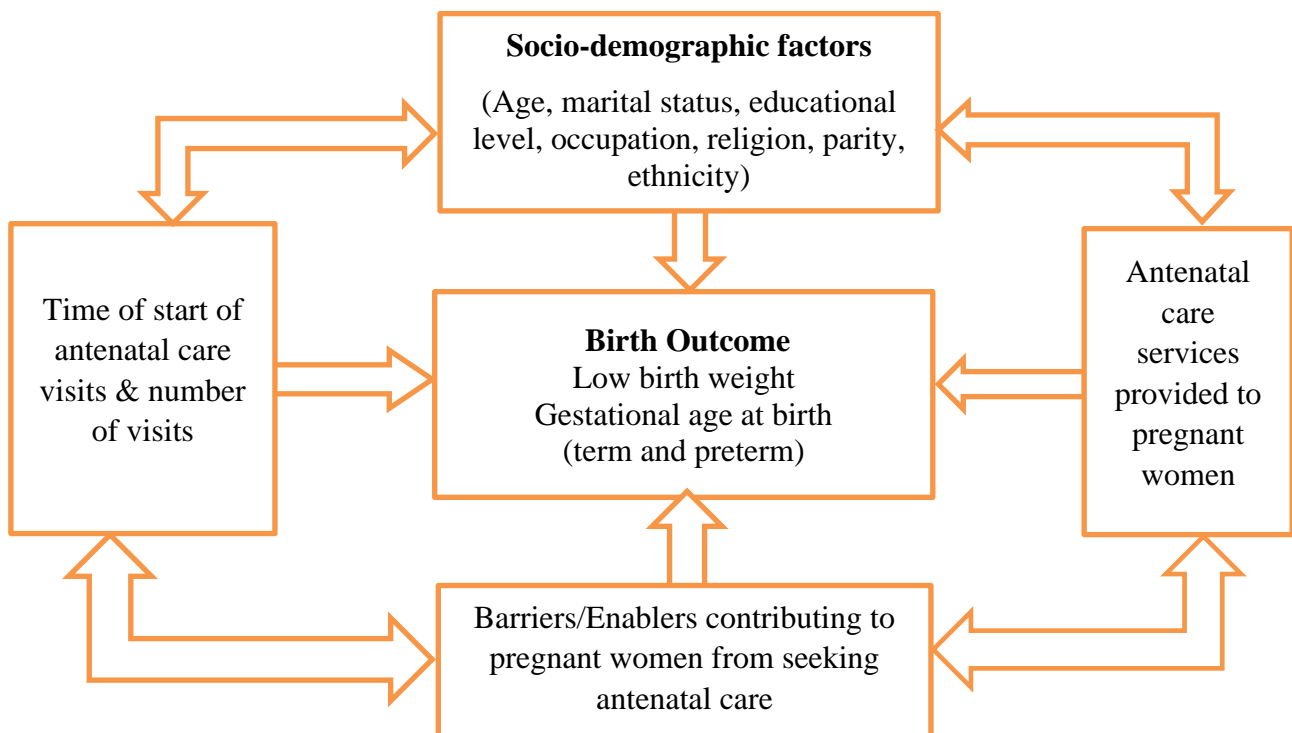 Socio-demographic factors
(Age, marital status, educational
level, occupation, religion, parity,
ethnicity)
Time of start of
antenatal care
visits & number
of visits
Birth Outcome
Low birth weight
Gestational age at birth
(term and preterm)
Antenatal
care
services
provided to
pregnant
women
Barriers/Enablers contributing to
pregnant women from seeking
antenatal care